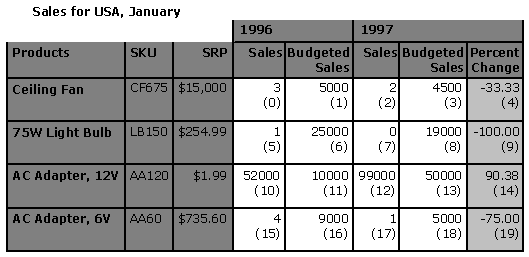 Sales for USA, January
1996 1997
Products SKU SRP Sales Budgeted Sales Sales Budgeted Sales Percent Change
Ceiling Fan CF675 $15,000 3 5000 2 4500 -33.33
(0) (1) (2) (3) (4)
75W Light Bulb LB150 $254.99 1 25000 0 19000 -100.00
(5) (6) (7) (8) (9)
AC Adapter, 12V AA120 $1.99 52000 10000 99000 50000 90.38
(10) (11) (12) (13) (14)
AC Adapter, 6V AA60 $735.60 4 9000 1 5000 -75.00
(15) (16) (17) (18) (19)